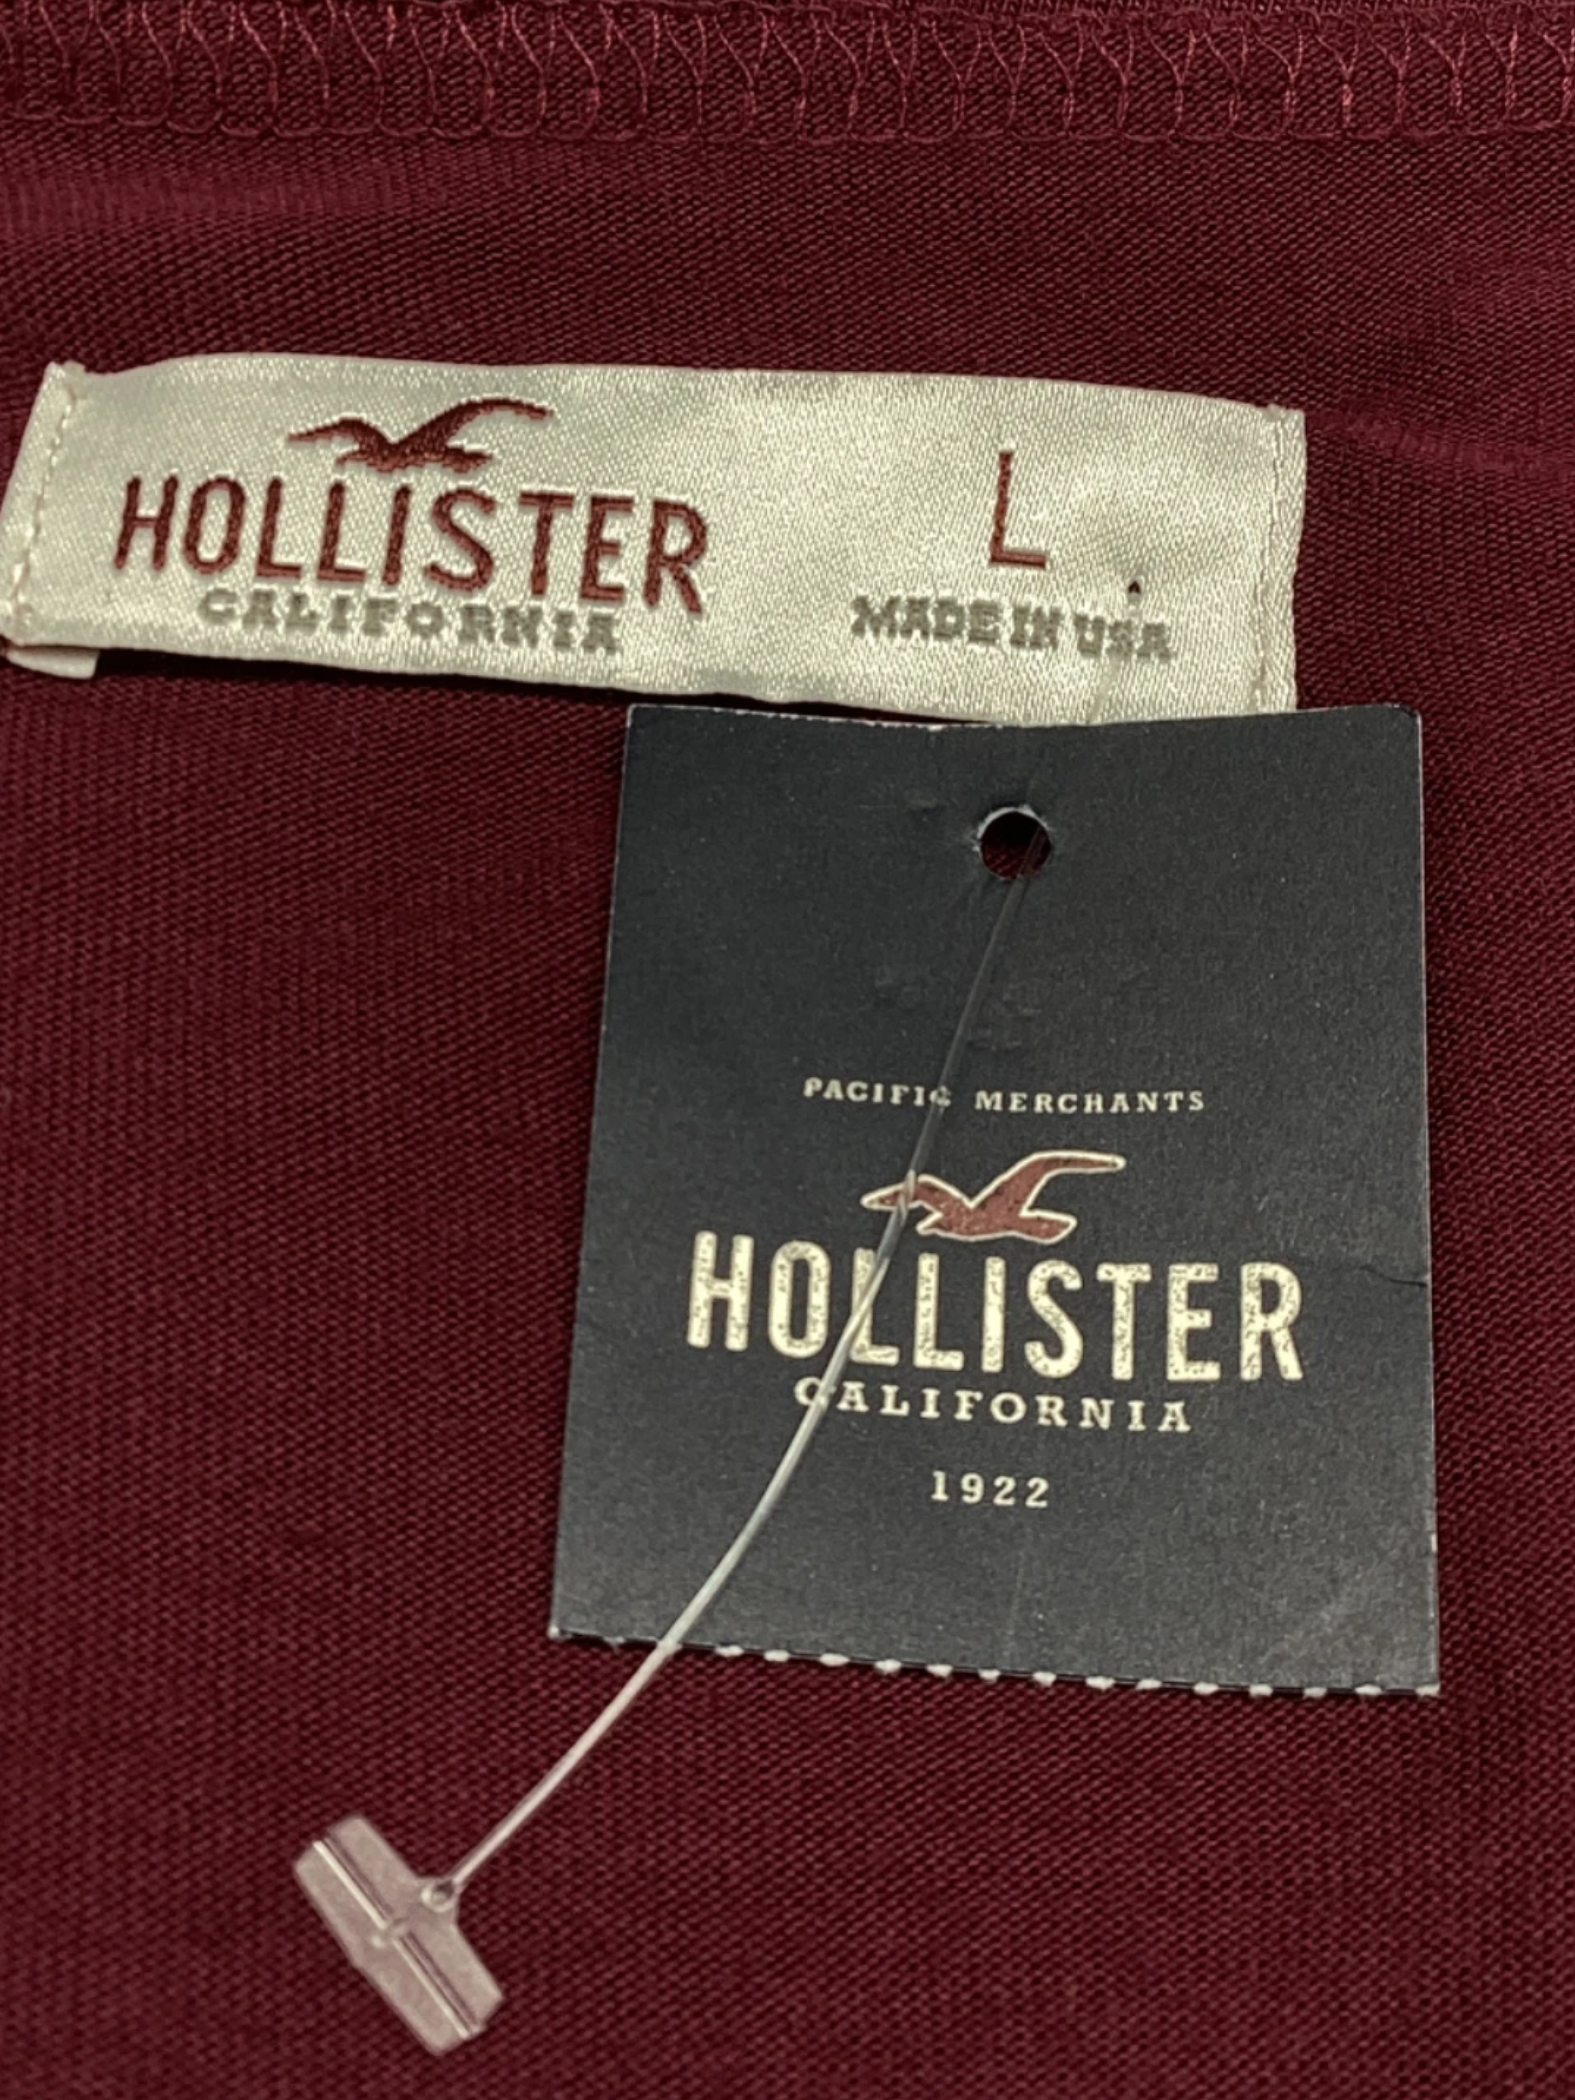 HOLLISTER
CALIFORNIA
L
MADE IN USA
PACIFIC MERCHANTS
HOLLISTER
CALIFORNIA
1922